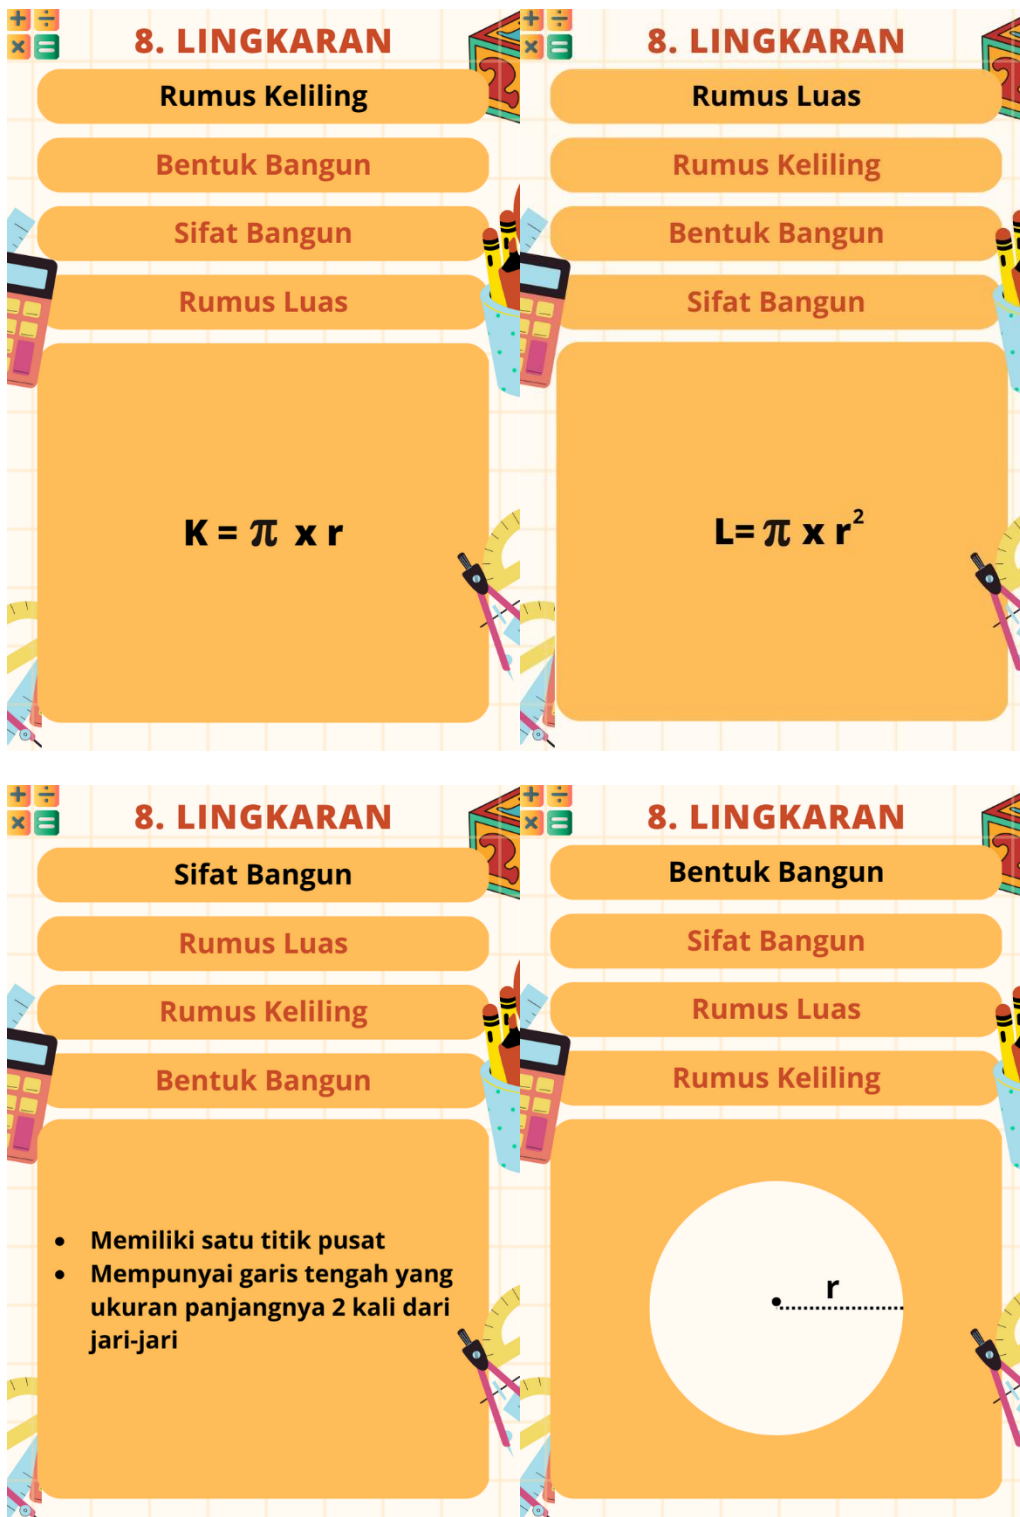 8. LINGKARAN
Rumus Keliling
Bentuk Bangun
Sifat Bangun
Rumus Luas
K = π x r
8. LINGKARAN
Rumus Luas
Rumus Keliling
Bentuk Bangun
Sifat Bangun
L= π x r²
8. LINGKARAN
Sifat Bangun
Rumus Luas
Rumus Keliling
Bentuk Bangun
• Memiliki satu titik pusat
• Mempunyai garis tengah yang
ukuran panjangnya 2 kali dari
jari-jari
8. LINGKARAN
Bentuk Bangun
Sifat Bangun
Rumus Luas
Rumus Keliling
r